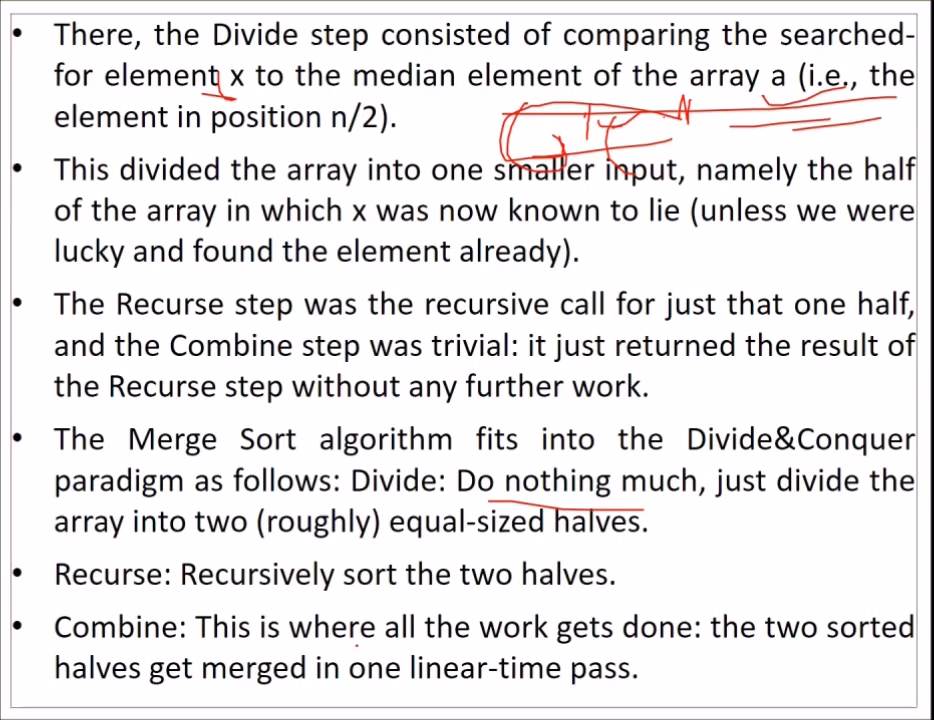 • There, the Divide step consisted of comparing the searched-
for element x to the median element of the array a (i.e., the
element in position n/2).
• This divided the array into one smaller input, namely the half
of the array in which x was now known to lie (unless we were
lucky and found the element already).
• The Recurse step was the recursive call for just that one half,
and the Combine step was trivial: it just returned the result of
the Recurse step without any further work.
• The Merge Sort algorithm fits into the Divide&Conquer
paradigm as follows: Divide: Do nothing much, just divide the
array into two (roughly) equal-sized halves.
• Recurse: Recursively sort the two halves.
• Combine: This is where all the work gets done: the two sorted
halves get merged in one linear-time pass.